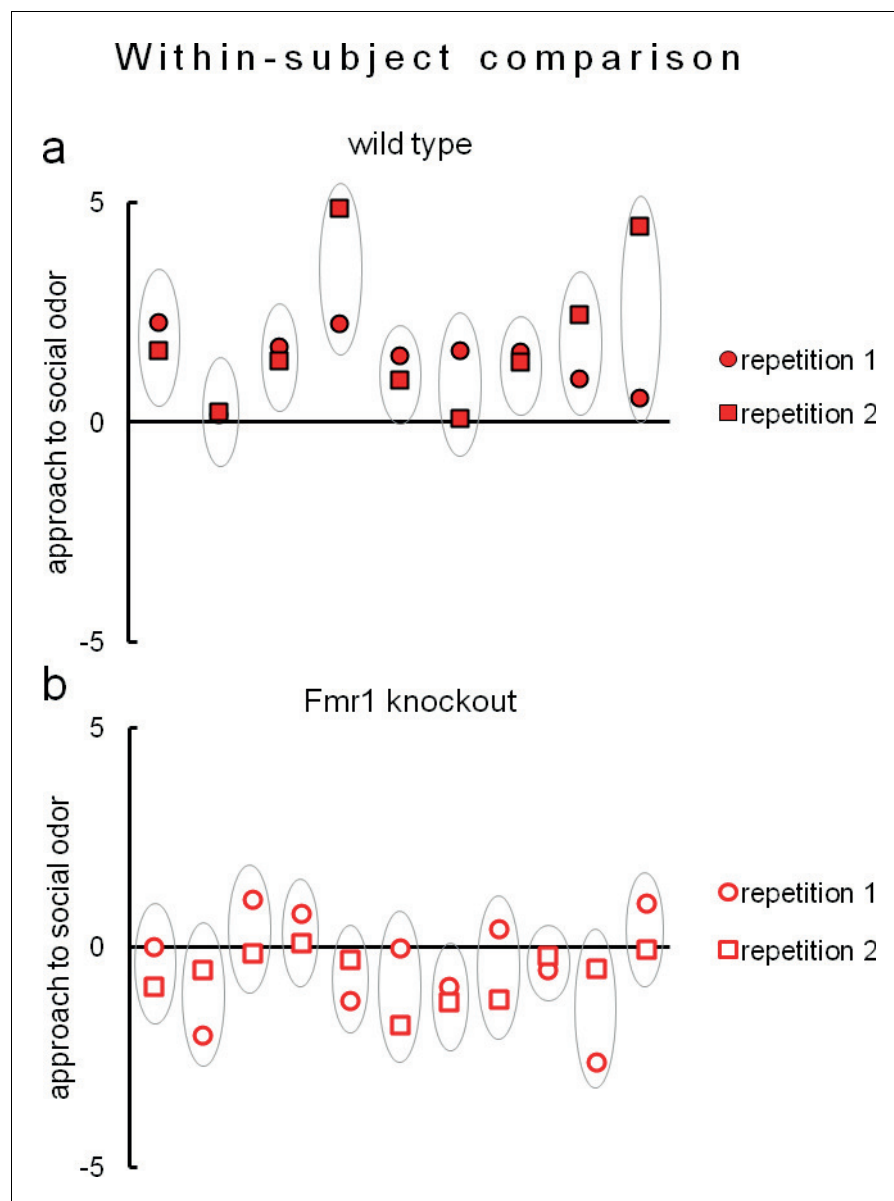 Within-subject comparison
a
wild type
5
0
-5
approach to social odor
repetition 1
repetition 2
b
Fmr1 knockout
5
0
-5
approach to social odor
repetition 1
repetition 2